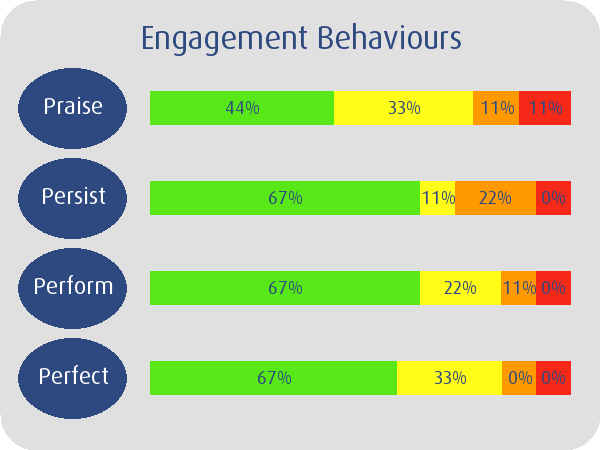 Engagement Behaviours
Praise 44% 33% 11% 11%
Persist 67% 11% 22% 0%
Perform 67% 22% 11% 0%
Perfect 67% 33% 0% 0%